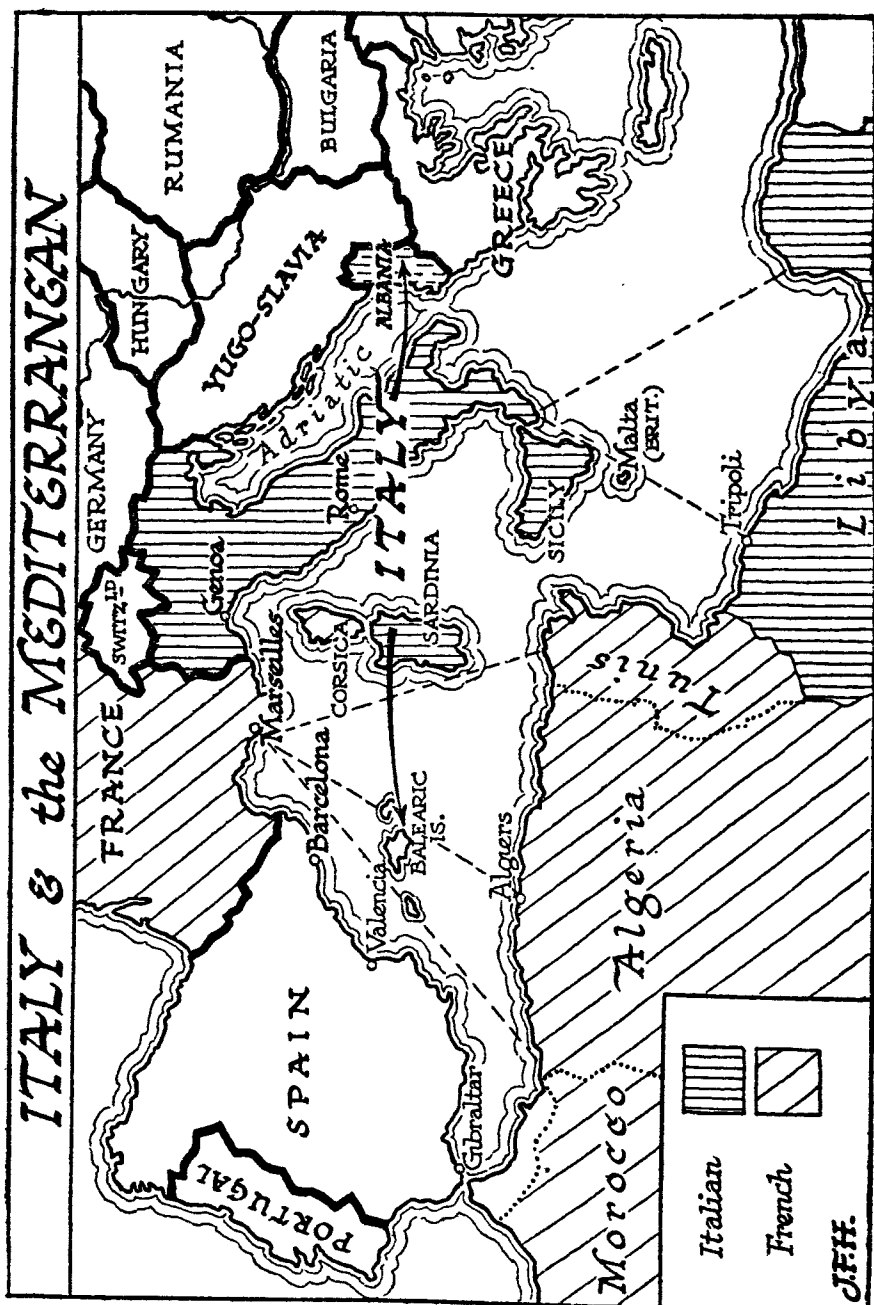 ITALY & the MEDITERRANEAN
FRANCE
SWITZ-LD
GERMANY
HUNGARY
RUMANIA
YUGO-SLAVIA
BULGARIA
Genoa
Marseilles
Adriatic
PORTUGAL
SPAIN
Barcelona
CORSICA
Rome
ITALY
ALBANIA
Valencia
BALEARIC
IS.
SARDINIA
GREECE
Gibraltar
Algiers
SICILY
Malta
(BRIT.)
Tunis
Tripoli
Morocco
Algeria
Libya
Italian
French
J.F.H.